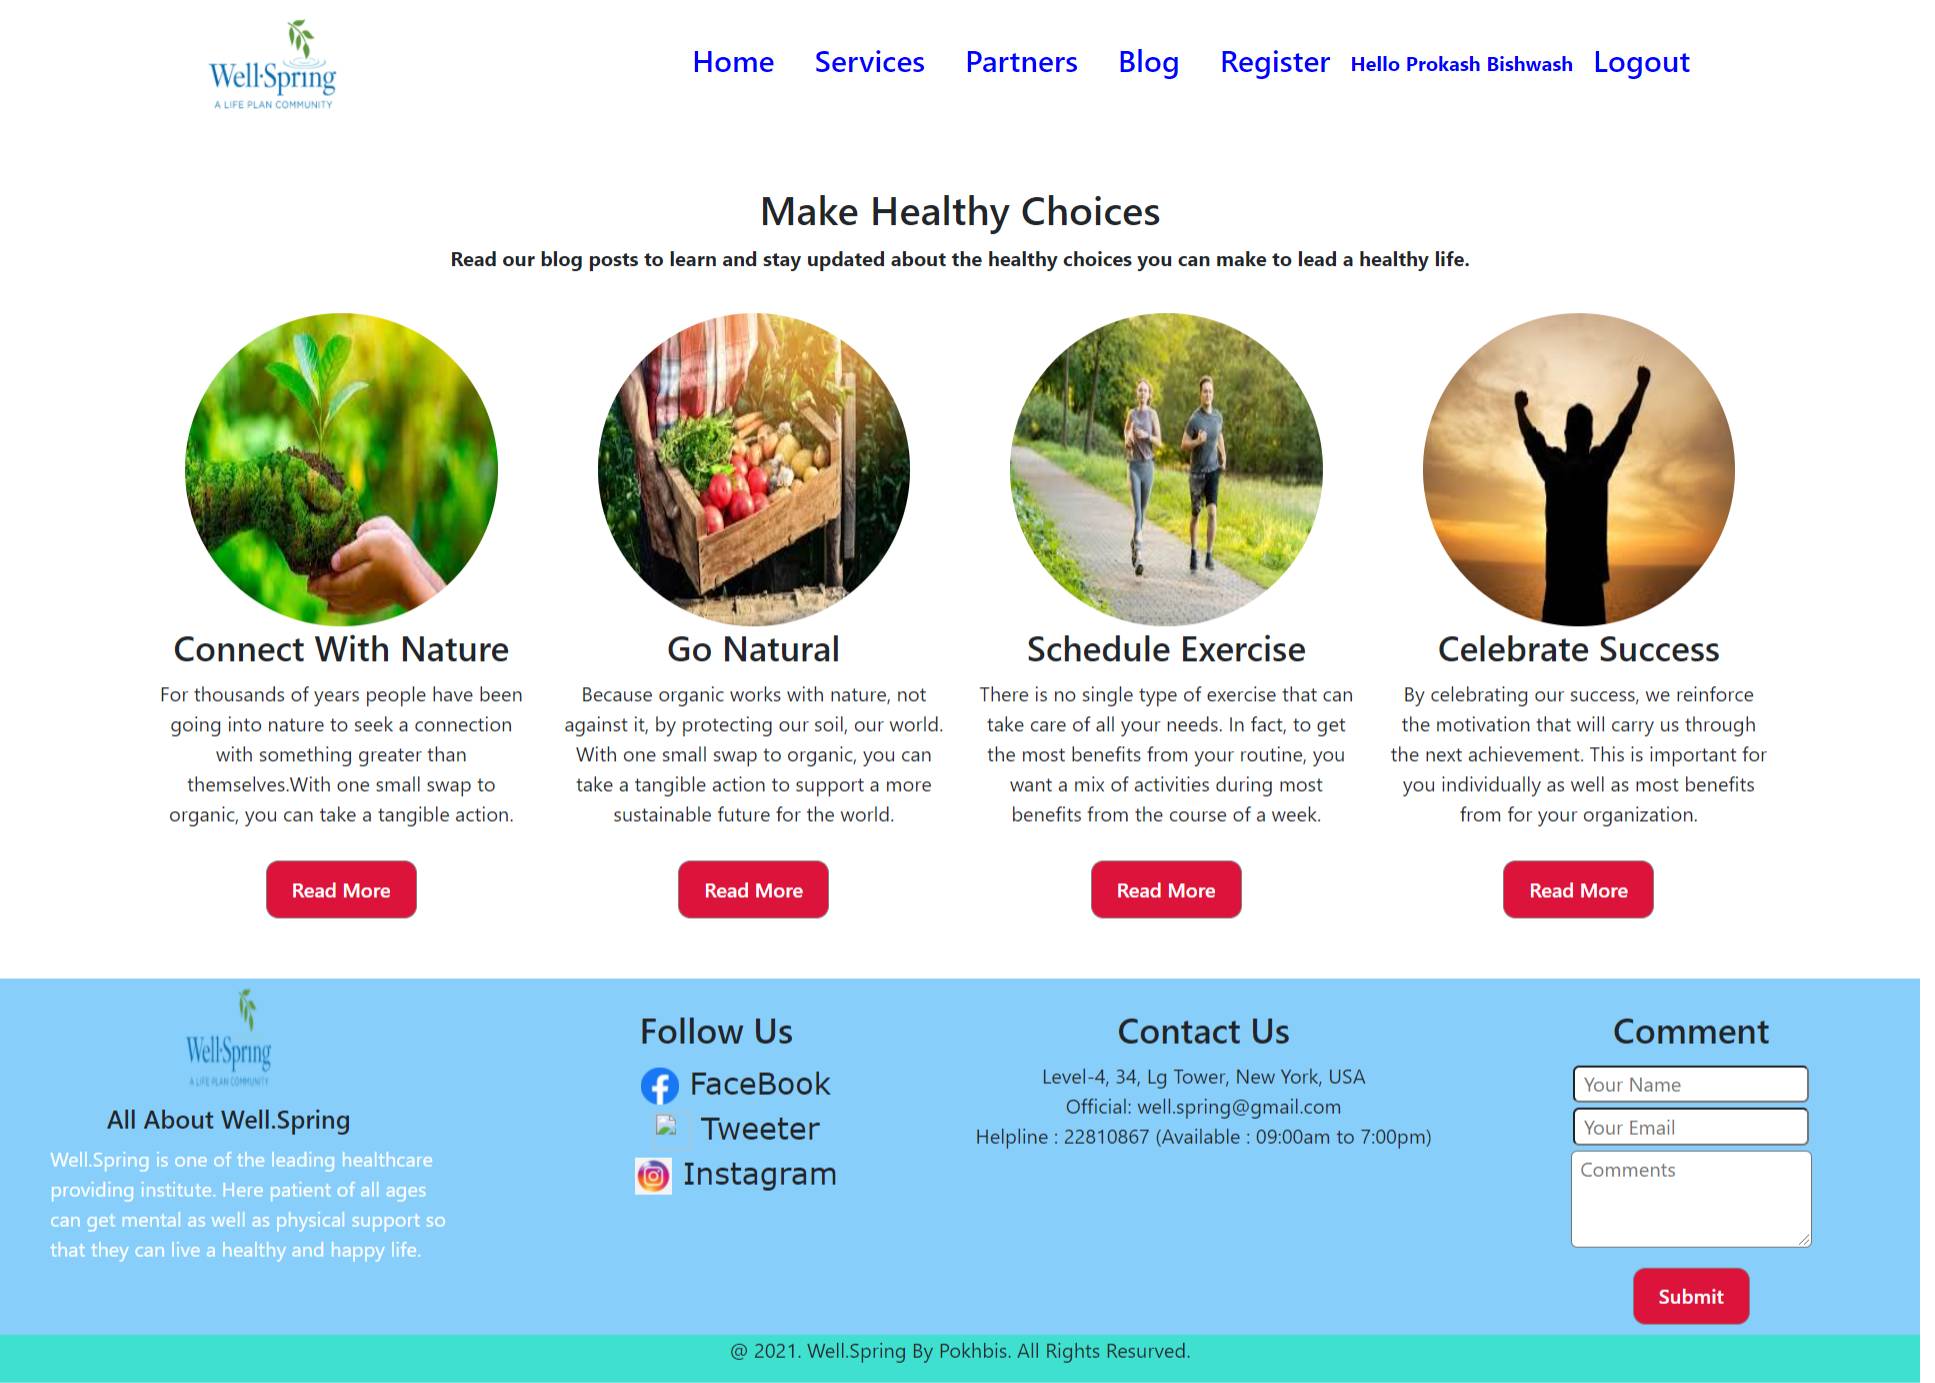 Well·Spring
A LIFE PLAN COMMUNITY
Home Services Partners Blog Register Hello Prokash Bishwash Logout
Make Healthy Choices
Read our blog posts to learn and stay updated about the healthy choices you can make to lead a healthy life.
Connect With Nature
For thousands of years people have been
going into nature to seek a connection
with something greater than
themselves.With one small swap to
organic, you can take a tangible action.
Read More
Go Natural
Because organic works with nature, not
against it, by protecting our soil, our world.
With one small swap to organic, you can
take a tangible action to support a more
sustainable future for the world.
Read More
Schedule Exercise
There is no single type of exercise that can
take care of all your needs. In fact, to get
the most benefits from your routine, you
want a mix of activities during most
benefits from the course of a week.
Read More
Celebrate Success
By celebrating our success, we reinforce
the motivation that will carry us through
the next achievement. This is important for
you individually as well as most benefits
from for your organization.
Read More
Well·Spring
A LIFE PLAN COMMUNITY
All About Well.Spring
Well.Spring is one of the leading healthcare
providing institute. Here patient of all ages
can get mental as well as physical support so
that they can live a healthy and happy life.
Follow Us
FaceBook
Tweeter
Instagram
Contact Us
Level-4, 34, Lg Tower, New York, USA
Official: well.spring@gmail.com
Helpline : 22810867 (Available : 09:00am to 7:00pm)
Comment
Your Name
Your Email
Comments
Submit
@ 2021. Well.Spring By Pokhbis. All Rights Resurved.